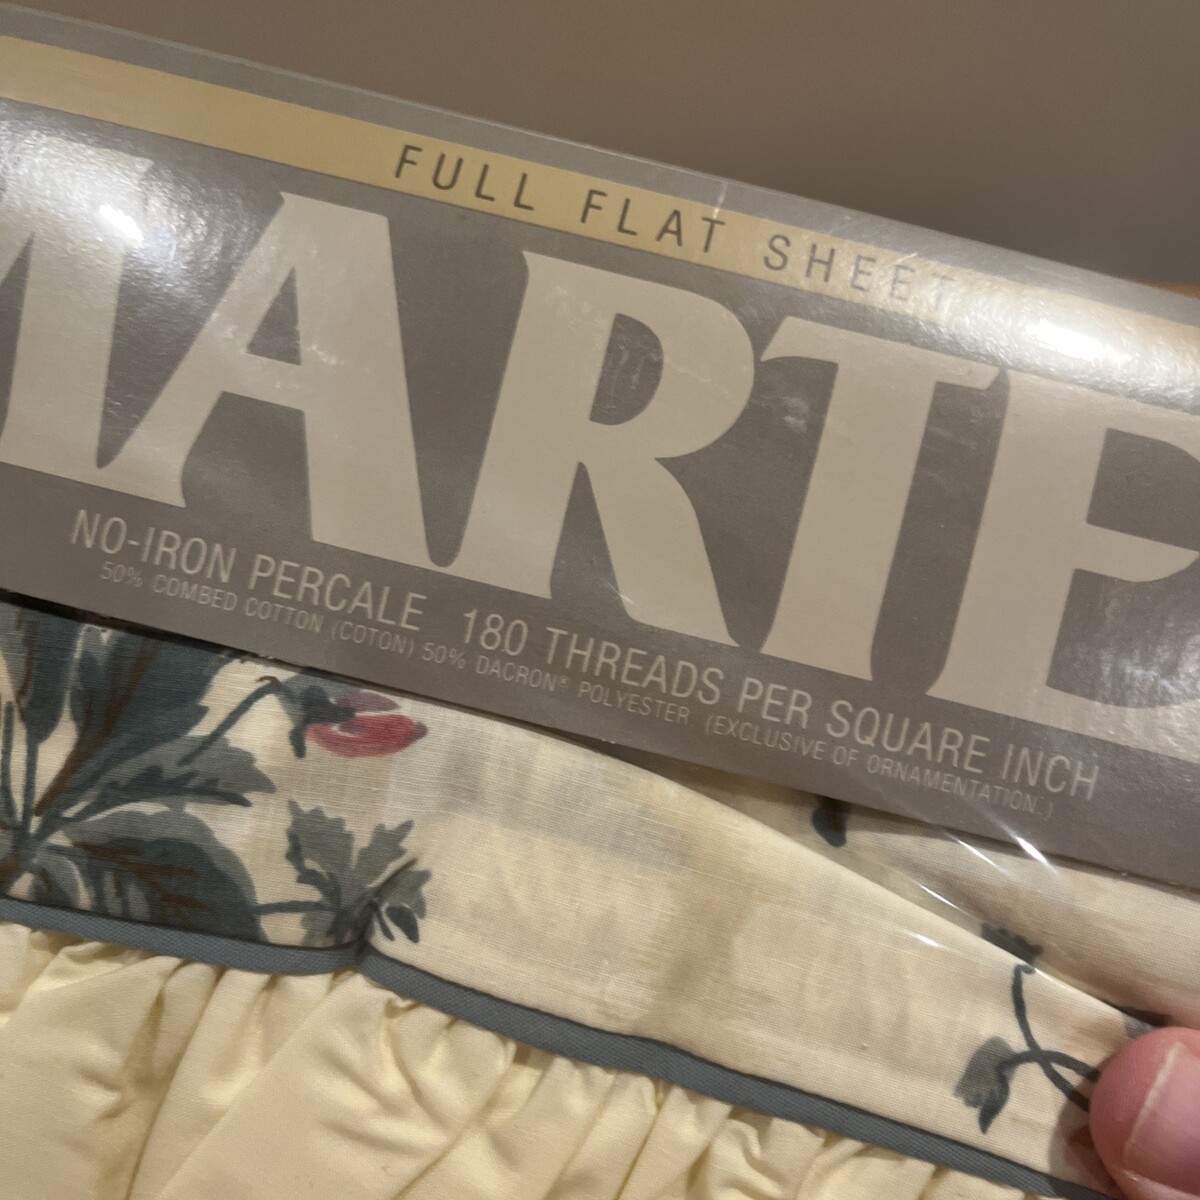 FULL FLAT SHEET
MARTE
NO-IRON PERCALE 180 THREADS PER SQUARE INCH
50% COMBED COTTON (COTON) 50% DACRON® POLYESTER (EXCLUSIVE OF ORNAMENTATION.)